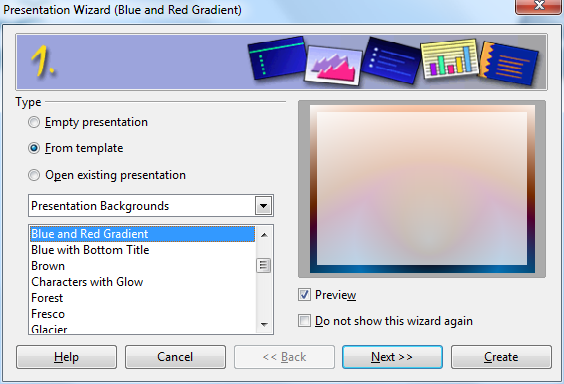 Presentation Wizard (Blue and Red Gradient)
1.
Type
Empty presentation
From template
Open existing presentation
Presentation Backgrounds
Blue and Red Gradient
Blue with Bottom Title
Brown
Characters with Glow
Forest
Fresco
Glacier
Preview
Do not show this wizard again
Help
Cancel
<< Back
Next >>
Create